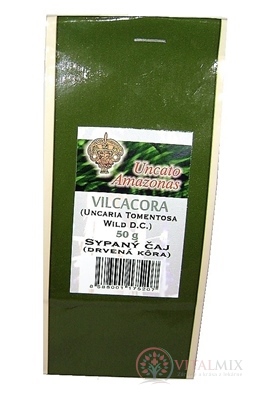 Uncato
Amazonas
VILCACORA
(Uncaria Tomentosa
Wild D.C.)
50 g
Sypaný čaj
(drvená kôra)
VITALMIX